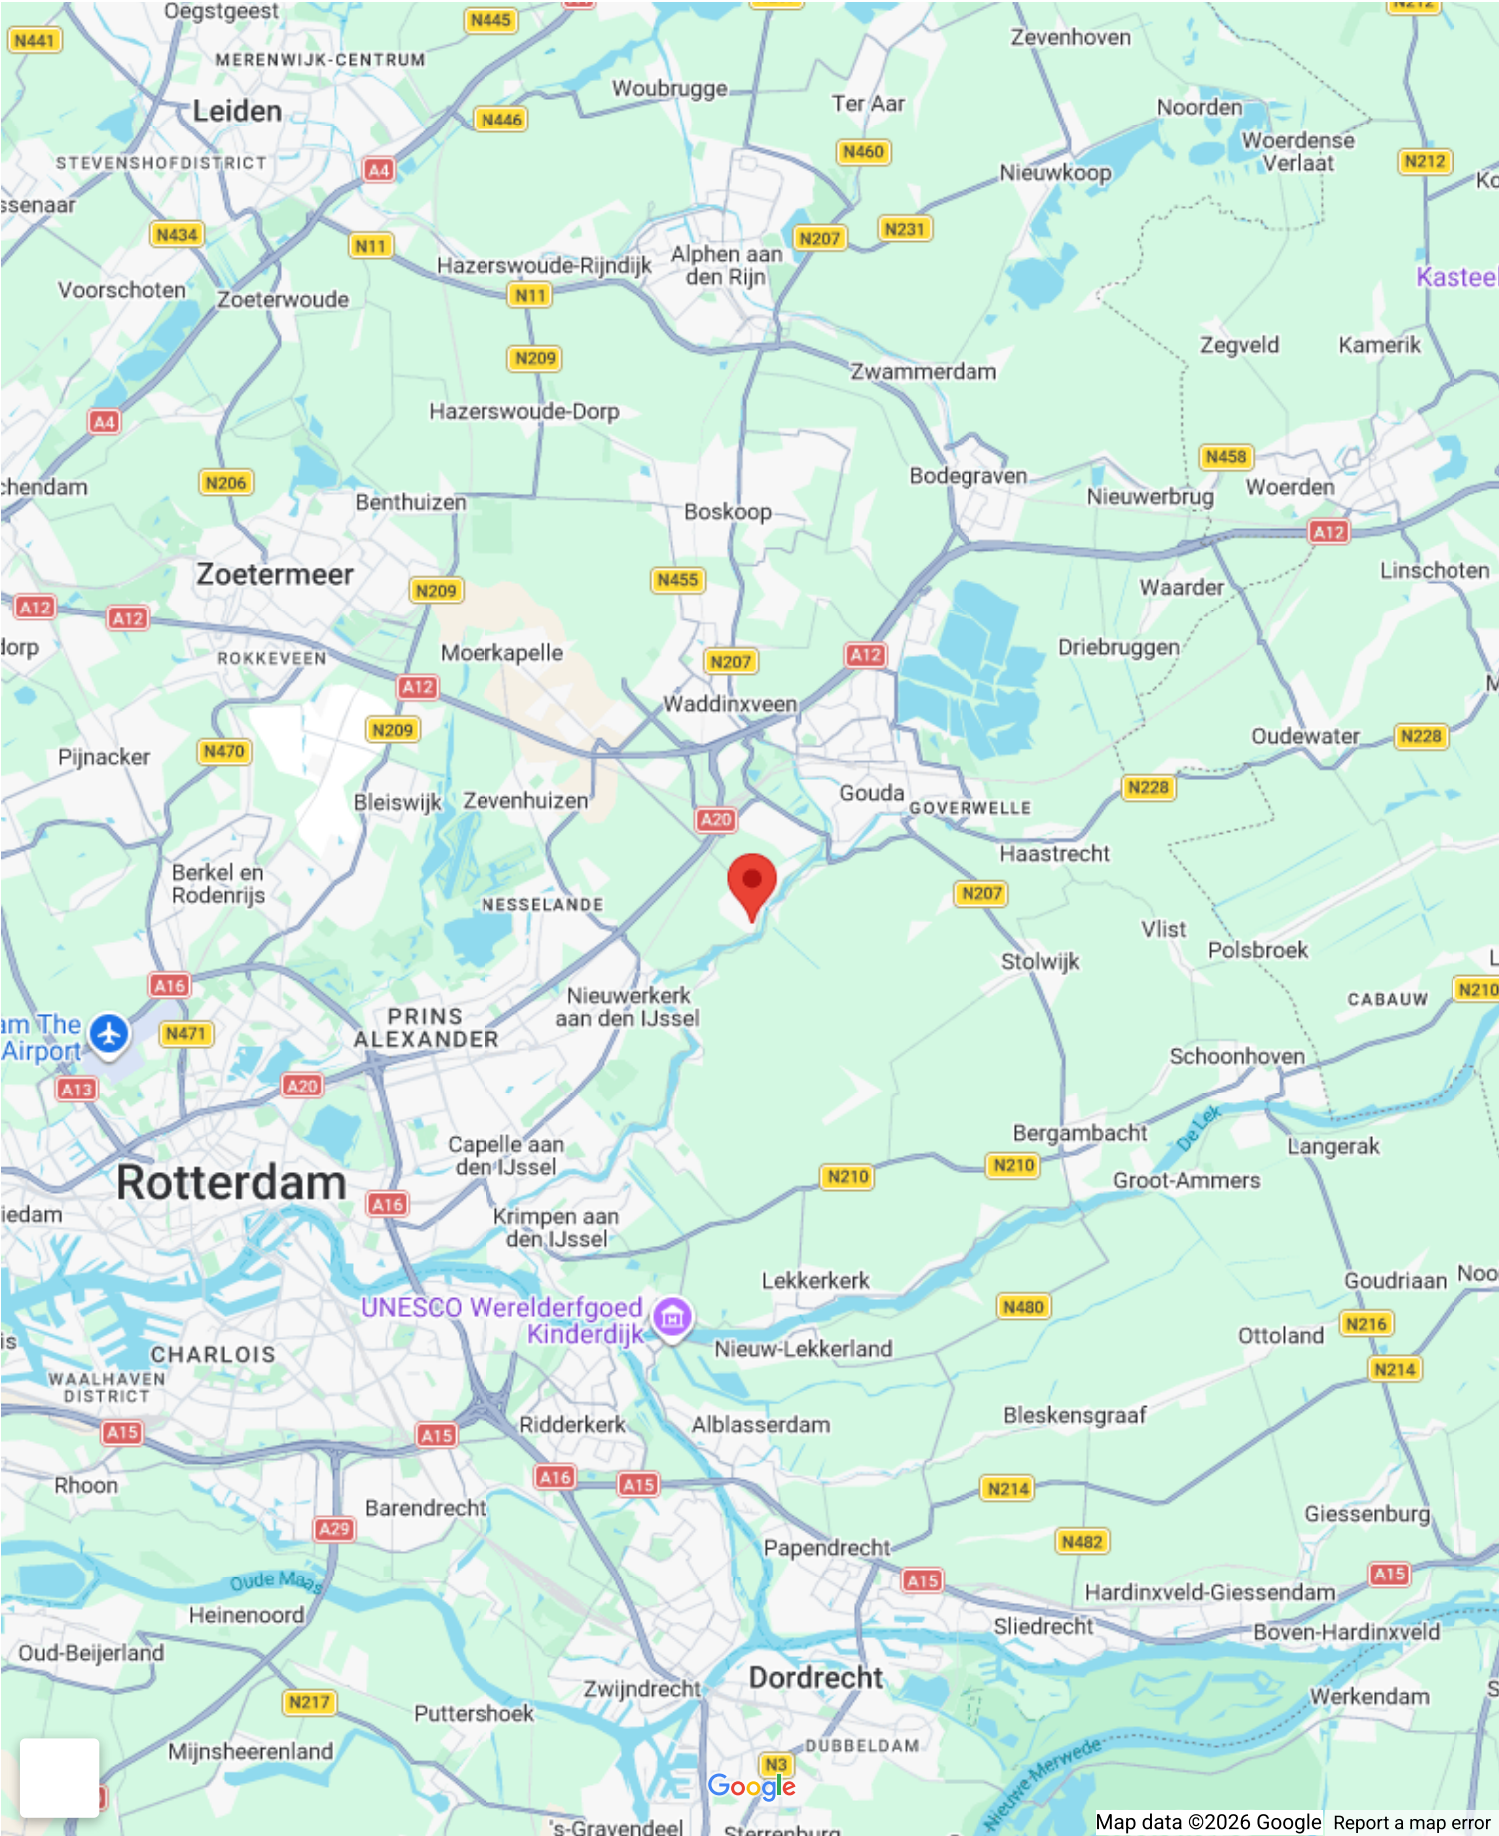 Oegstgeest
N445
N212
N441
MERENWIJK-CENTRUM
Zevenhoven
Woubrugge
Ter Aar
Noorden
Leiden
N446
Woerdense
Verlaat
STEVENSHOFDISTRICT
A4
N460
Nieuwkoop
N212
ssenaar
N434
N11
N207
N231
Alphen aan
den Rijn
Hazerswoude-Rijndijk
Kasteel
Voorschoten
Zoeterwoude
N11
N209
Zegveld
Kamerik
Zwammerdam
A4
Hazerswoude-Dorp
N458
chendam
N206
Bodegraven
Nieuwerbrug
Woerden
Benthuizen
Boskoop
A12
Zoetermeer
N209
N455
Linschoten
Waarder
A12
A12
dorp
ROKKEVEEN
Moerkapelle
N207
A12
Driebruggen
A12
Waddinxveen
N209
Pijnacker
N470
Oudewater
N228
Bleiswijk
Zevenhuizen
Gouda
GOVERWELLE
N228
A20
Haastrecht
Berkel en
Rodenrijs
N207
NESSELANDE
Vlist
Polsbroek
Stolwijk
A16
Nieuwerkerk
aan den IJssel
CABAUW
N210
am The
Airport
N471
PRINS
ALEXANDER
Schoonhoven
A13
A20
De Lek
Bergambacht
Langerak
Capelle aan
den IJssel
Rotterdam
N210
N210
Groot-Ammers
A16
iedam
Krimpen aan
den IJssel
Lekkerkerk
Goudriaan
Noo
UNESCO Werelderfgoed
Kinderdijk
N480
N216
is
CHARLOIS
Nieuw-Lekkerland
Ottoland
WAALHAVEN
DISTRICT
N214
A15
A15
Ridderkerk
Alblasserdam
Bleskensgraaf
Rhoon
A16
A15
N214
Barendrecht
Giessenburg
A29
Papendrecht
N482
Oude Maas
A15
A15
Hardinxveld-Giessendam
Heinenoord
Sliedrecht
Boven-Hardinxveld
Oud-Beijerland
Dordrecht
Zwijndrecht
Werkendam
N217
Puttershoek
Mijnsheerenland
DUBBELDAM
N3
Nieuwe Merwede
Google
's-Gravendeel
Sterrenburg
Map data ©2026 Google
Report a map error